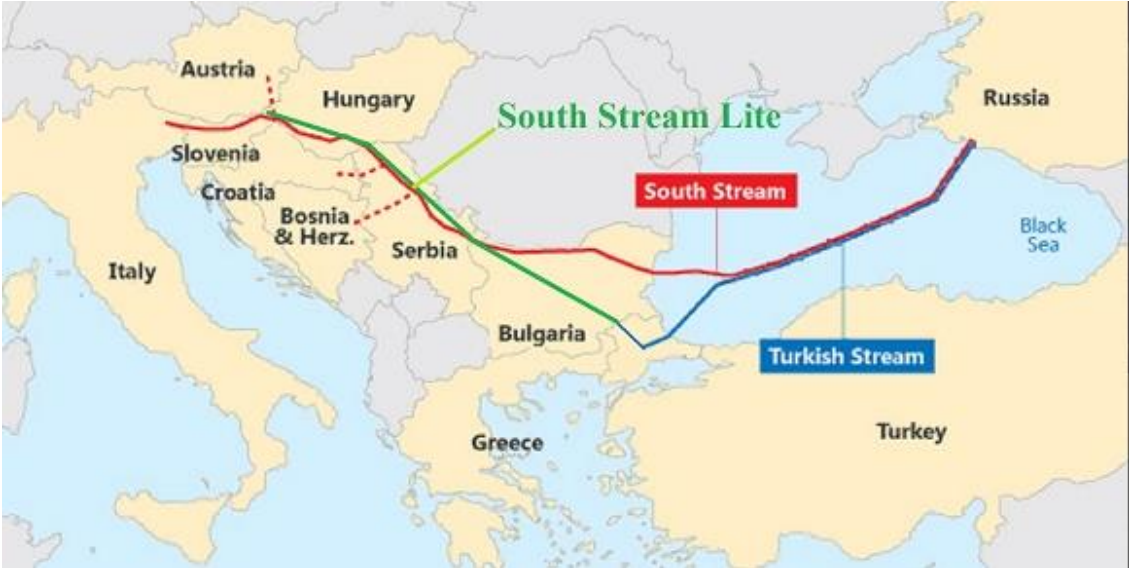 Austria
Hungary
South Stream Lite
Russia
Slovenia
Croatia
South Stream
Bosnia
& Herz.
Black
Sea
Serbia
Italy
Bulgaria
Turkish Stream
Turkey
Greece